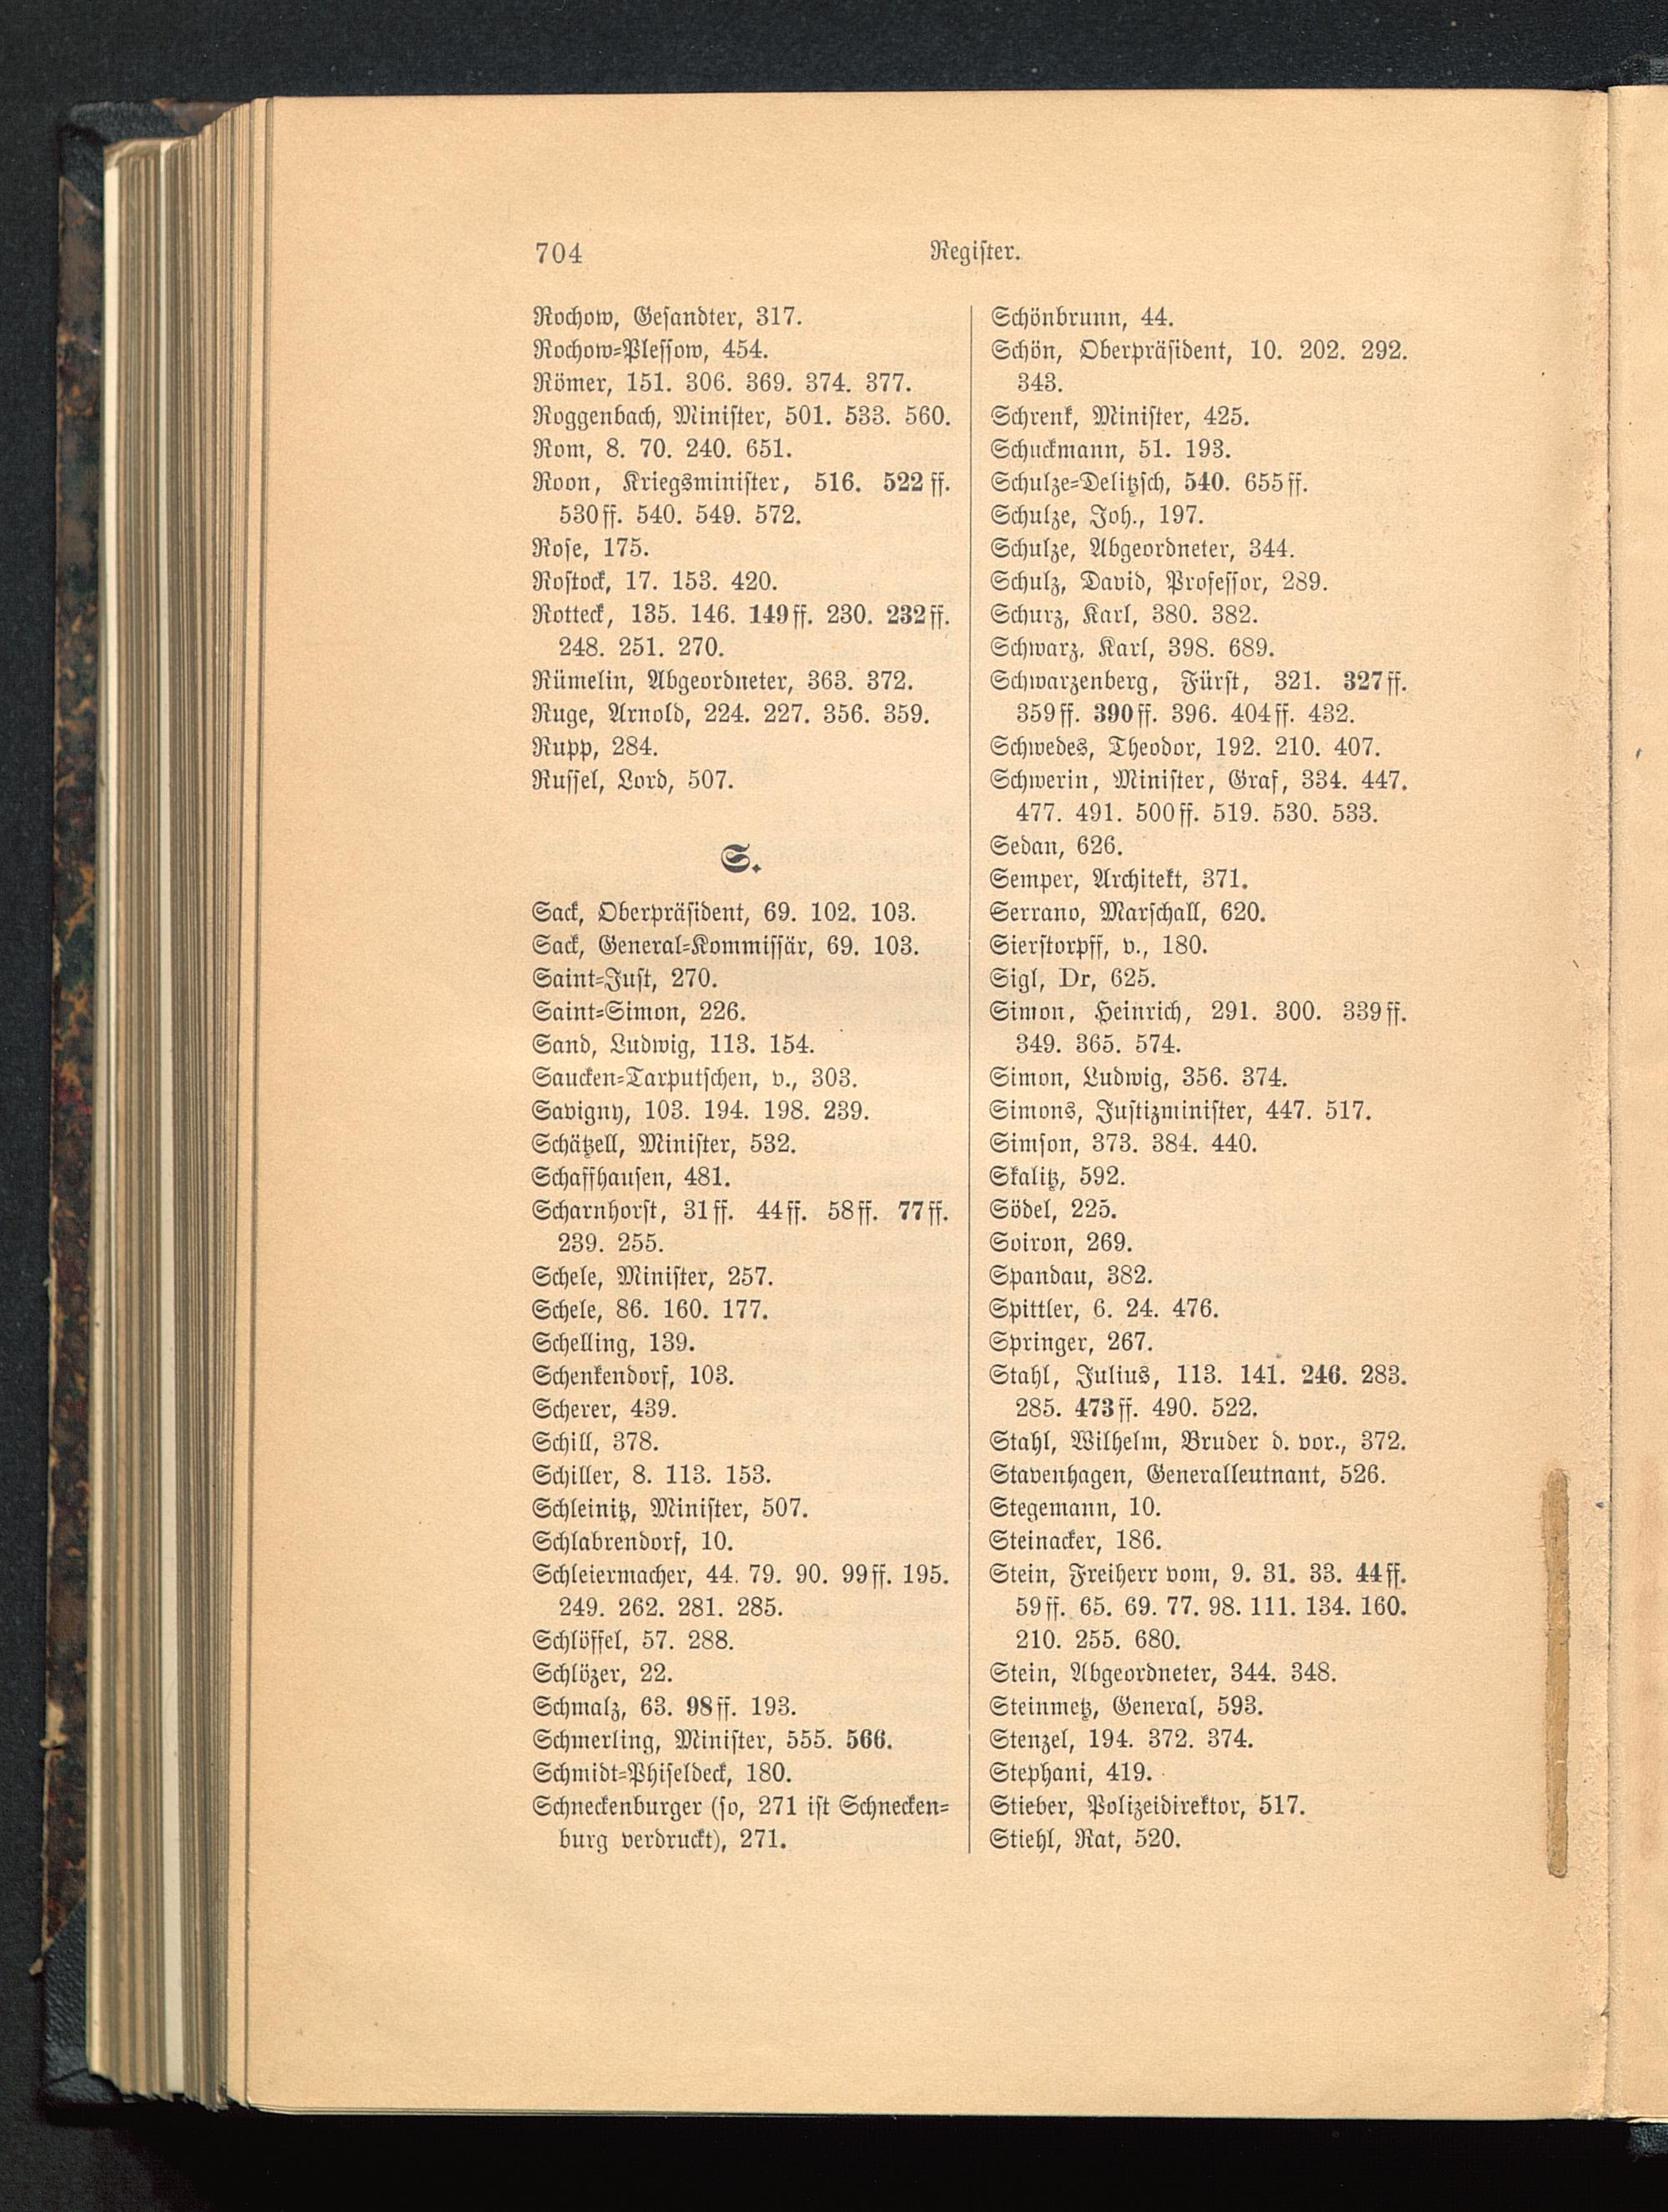 704
Register.
Rochow, Gesandter, 317.
Rochow-Plessow, 454.
Römer, 151. 306. 369. 374. 377.
Roggenbach, Minister, 501. 533. 560.
Rom, 8. 70. 240. 651.
Roon, Kriegsminister, 516. 522 ff.
530 ff. 540. 549. 572.
Rose, 175.
Rostock, 17. 153. 420.
Rotteck, 135. 146. 149 ff. 230. 232 ff.
248. 251. 270.
Rümelin, Abgeordneter, 363. 372.
Ruge, Arnold, 224. 227. 356. 359.
Rupp, 284.
Russel, Lord, 507.
S.
Sack, Oberpräsident, 69. 102. 103.
Sack, General-Kommissär, 69. 103.
Saint-Just, 270.
Saint-Simon, 226.
Sand, Ludwig, 113. 154.
Saucken-Tarputschen, v., 303.
Savigny, 103. 194. 198. 239.
Schätzell, Minister, 532.
Schaffhausen, 481.
Scharnhorst, 31 ff. 44 ff. 58 ff. 77 ff.
239. 255.
Schele, Minister, 257.
Schele, 86. 160. 177.
Schelling, 139.
Schenkendorf, 103.
Scherer, 439.
Schill, 378.
Schiller, 8. 113. 153.
Schleinitz, Minister, 507.
Schlabrendorf, 10.
Schleiermacher, 44. 79. 90. 99 ff. 195.
249. 262. 281. 285.
Schlöffel, 57. 288.
Schlözer, 22.
Schmalz, 63. 98 ff. 193.
Schmerling, Minister, 555. 566.
Schmidt-Phiseldeck, 180.
Schneckenburger (so, 271 ist Schnecken-
burg verdruckt), 271.
Schönbrunn, 44.
Schön, Oberpräsident, 10. 202. 292.
343.
Schrenk, Minister, 425.
Schuckmann, 51. 193.
Schulze-Delitzsch, 540. 655 ff.
Schulze, Joh., 197.
Schulze, Abgeordneter, 344.
Schulz, David, Professor, 289.
Schurz, Karl, 380. 382.
Schwarz, Karl, 398. 689.
Schwarzenberg, Fürst, 321. 327 ff.
359 ff. 390 ff. 396. 404 ff. 432.
Schwedes, Theodor, 192. 210. 407.
Schwerin, Minister, Graf, 334. 447.
477. 491. 500 ff. 519. 530. 533.
Sedan, 626.
Semper, Architekt, 371.
Serrano, Marschall, 620.
Sierstorpff, v., 180.
Sigl, Dr, 625.
Simon, Heinrich, 291. 300. 339 ff.
349. 365. 574.
Simon, Ludwig, 356. 374.
Simons, Justizminister, 447. 517.
Simson, 373. 384. 440.
Skalitz, 592.
Södel, 225.
Soiron, 269.
Spandau, 382.
Spittler, 6. 24. 476.
Springer, 267.
Stahl, Julius, 113. 141. 246. 283.
285. 473 ff. 490. 522.
Stahl, Wilhelm, Bruder d. vor., 372.
Stavenhagen, Generalleutnant, 526.
Stegemann, 10.
Steinacker, 186.
Stein, Freiherr vom, 9. 31. 33. 44 ff.
59 ff. 65. 69. 77. 98. 111. 134. 160.
210. 255. 680.
Stein, Abgeordneter, 344. 348.
Steinmetz, General, 593.
Stenzel, 194. 372. 374.
Stephani, 419.
Stieber, Polizeidirektor, 517.
Stiehl, Rat, 520.